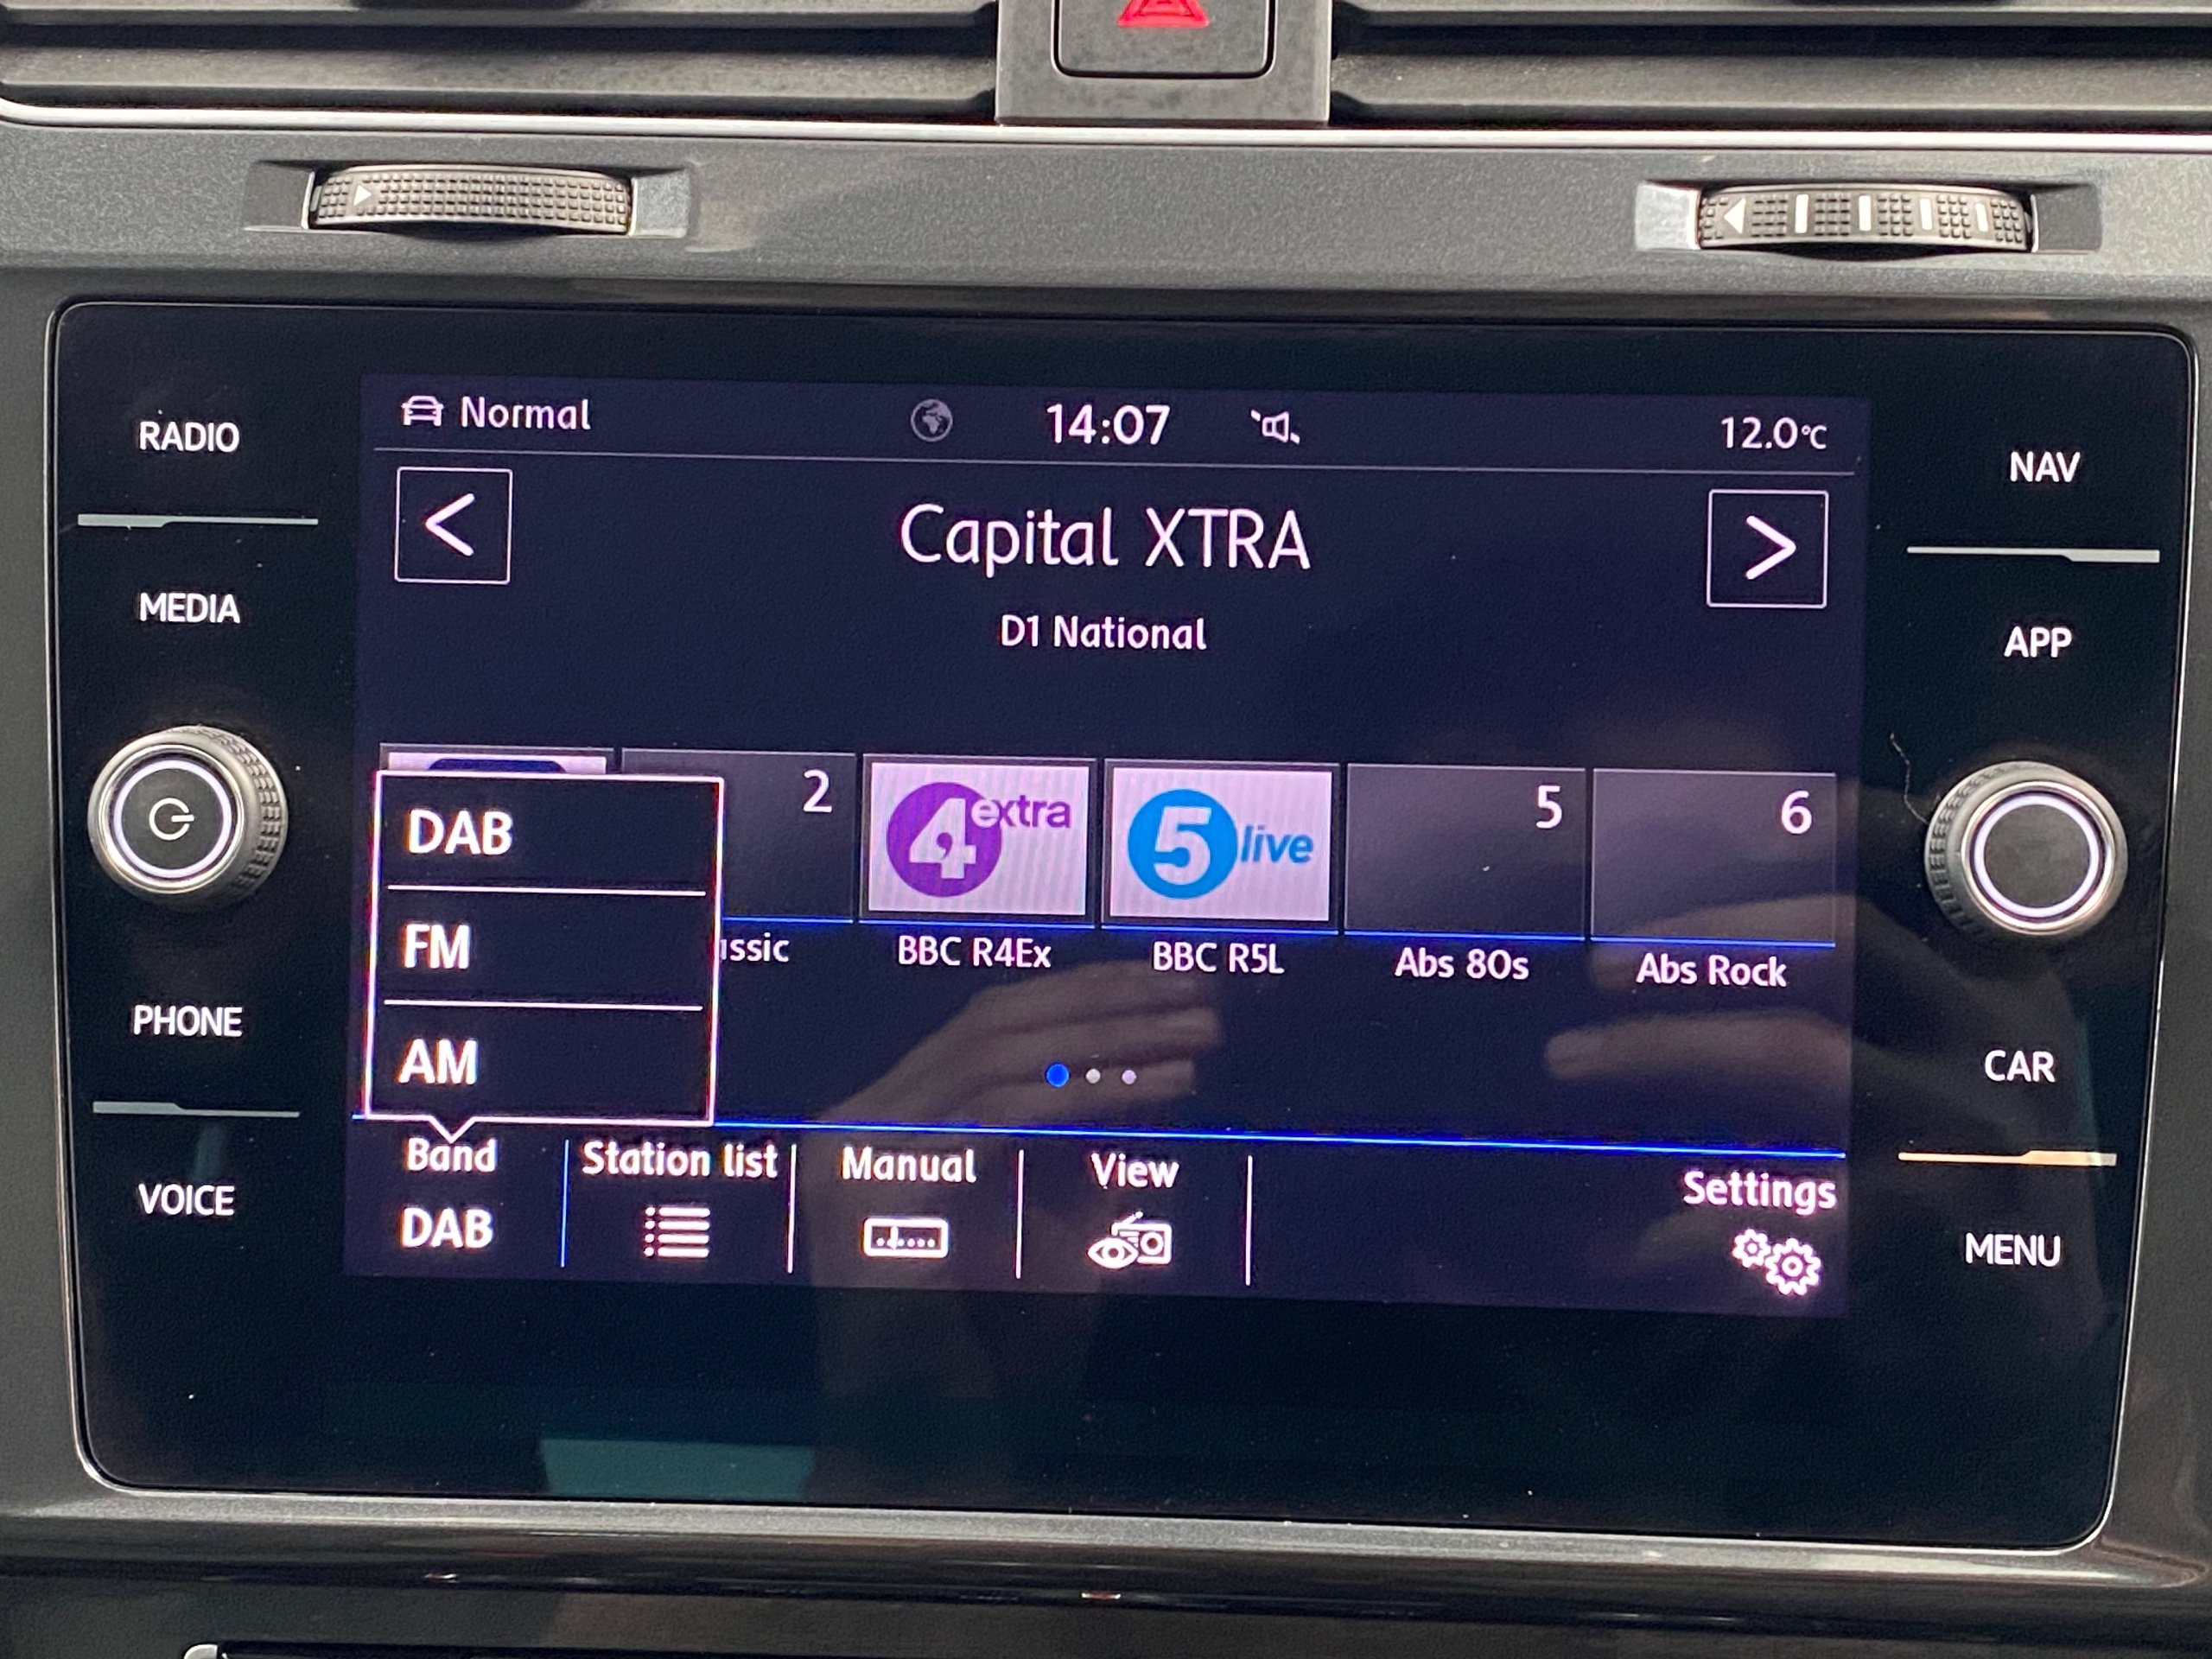 Normal
14:07
12.0°C
<
Capital XTRA
>
D1 National
RADIO
MEDIA
PHONE
VOICE
NAV
APP
CAR
MENU
DAB
FM
AM
2
4 extra
5 live
5
6
BBC R4Ex
BBC R5L
Abs 80s
Abs Rock
Band
DAB
Station list
Manual
View
Settings